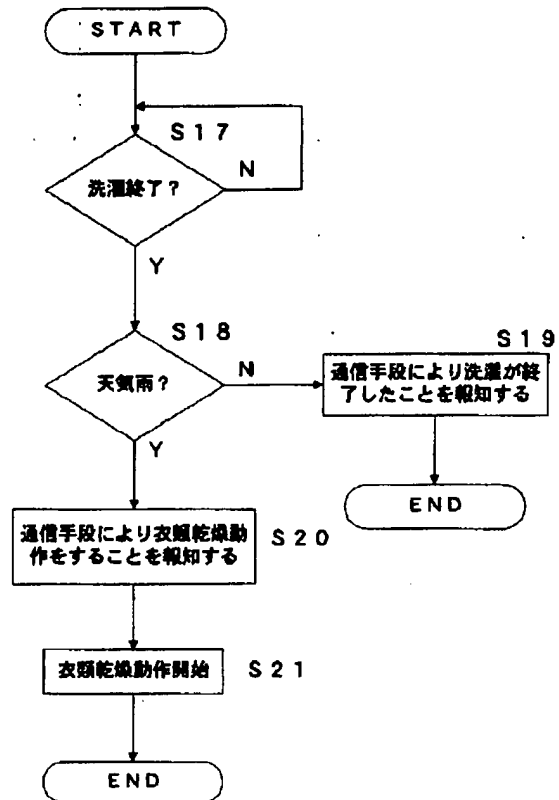 START
S17
洗濯終了?
N
Y
S18
天気雨?
N
Y
S19
通信手段により洗濯が終
了したことを報知する
END
通信手段により衣類乾燥動
作をすることを報知する
S20
衣類乾燥動作開始
S21
END